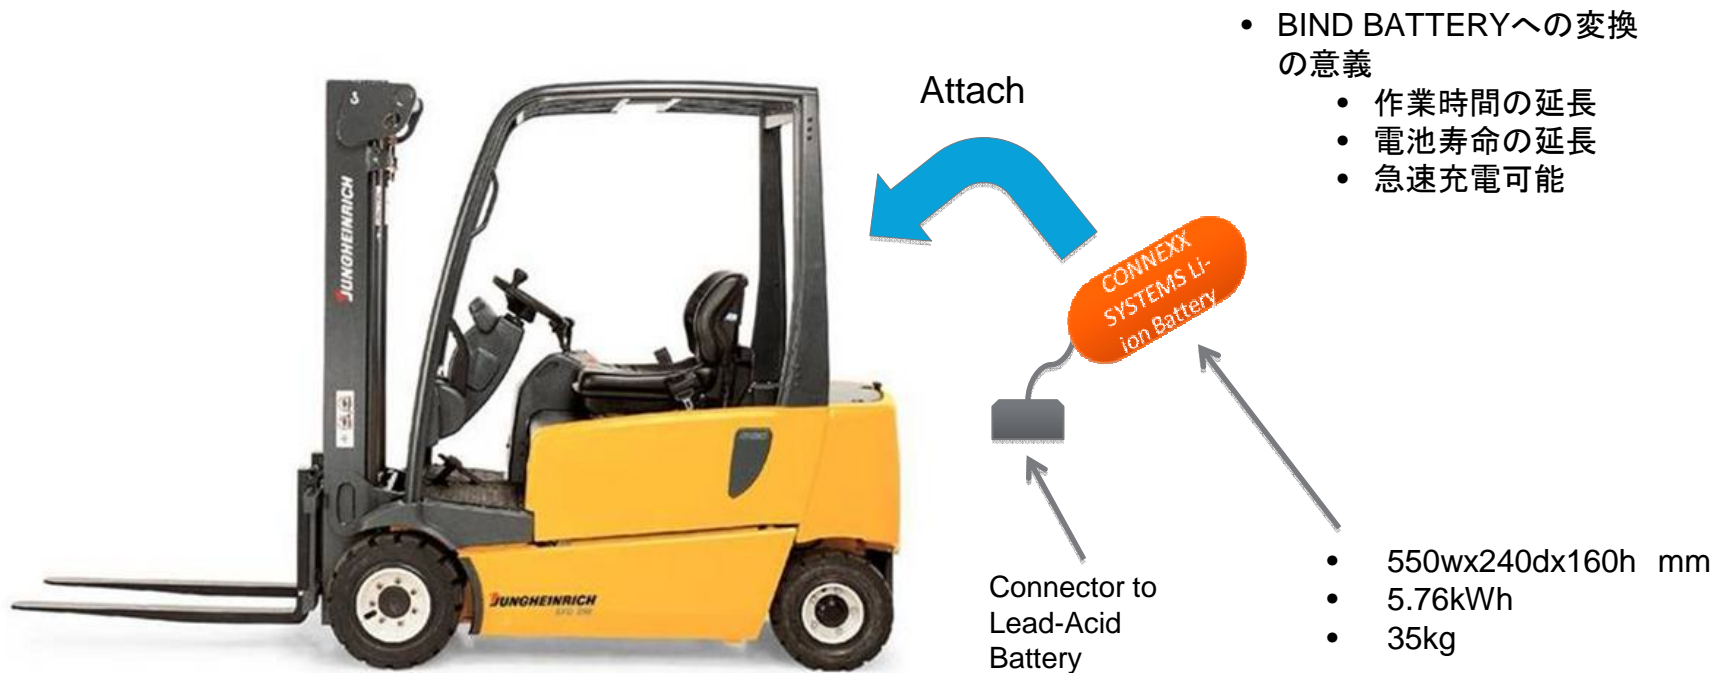 BIND BATTERYへの変換
の意義
作業時間の延長
電池寿命の延長
急速充電可能
Attach
JUNGHEINRICH
CONNEXX
SYSTEMS Li-
ion Battery
JUNGHEINRICH
Connector to
Lead-Acid
Battery
550wx240dx160h mm
5.76kWh
35kg